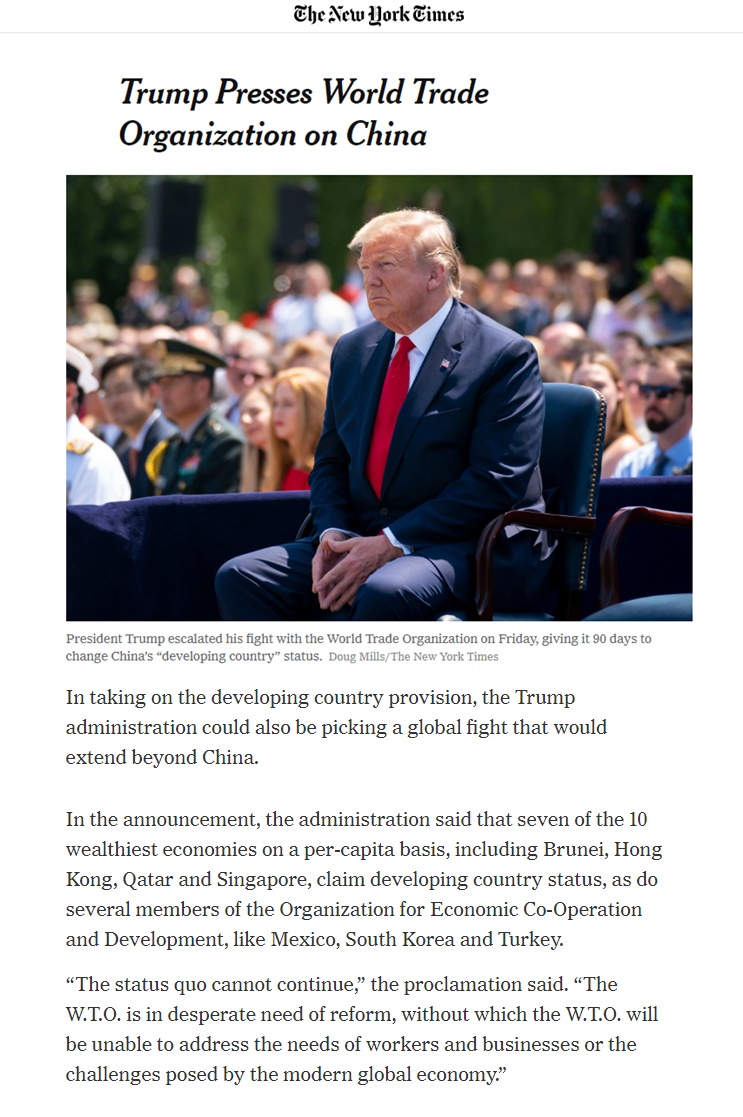 The New York Times
Trump Presses World Trade
Organization on China
President Trump escalated his fight with the World Trade Organization on Friday, giving it 90 days to
change China’s “developing country” status. Doug Mills/The New York Times
In taking on the developing country provision, the Trump
administration could also be picking a global fight that would
extend beyond China.
In the announcement, the administration said that seven of the 10
wealthiest economies on a per-capita basis, including Brunei, Hong
Kong, Qatar and Singapore, claim developing country status, as do
several members of the Organization for Economic Co-Operation
and Development, like Mexico, South Korea and Turkey.
“The status quo cannot continue,” the proclamation said. “The
W.T.O. is in desperate need of reform, without which the W.T.O. will
be unable to address the needs of workers and businesses or the
challenges posed by the modern global economy.”